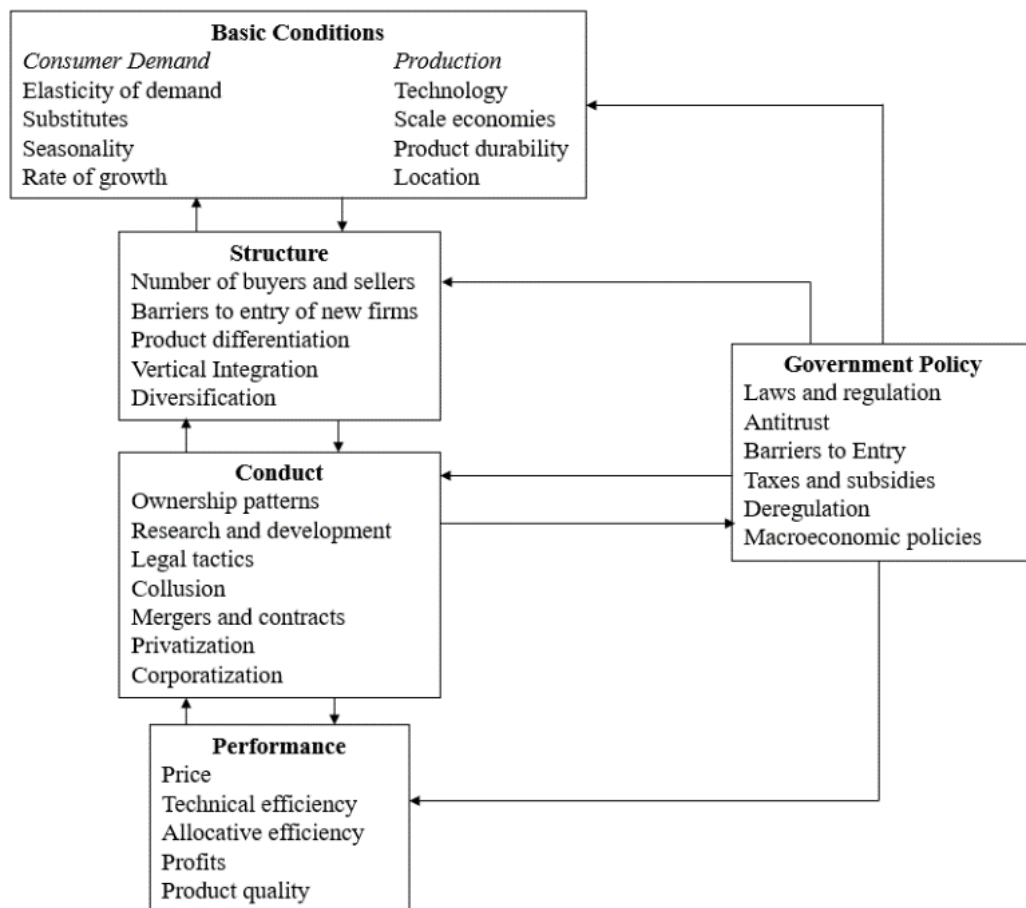 Basic Conditions
Consumer Demand Production
Elasticity of demand Technology
Substitutes Scale economies
Seasonality Product durability
Rate of growth Location
Structure
Number of buyers and sellers
Barriers to entry of new firms
Product differentiation
Vertical Integration
Diversification
Government Policy
Laws and regulation
Antitrust
Barriers to Entry
Taxes and subsidies
Deregulation
Macroeconomic policies
Conduct
Ownership patterns
Research and development
Legal tactics
Collusion
Mergers and contracts
Privatization
Corporatization
Performance
Price
Technical efficiency
Allocative efficiency
Profits
Product quality